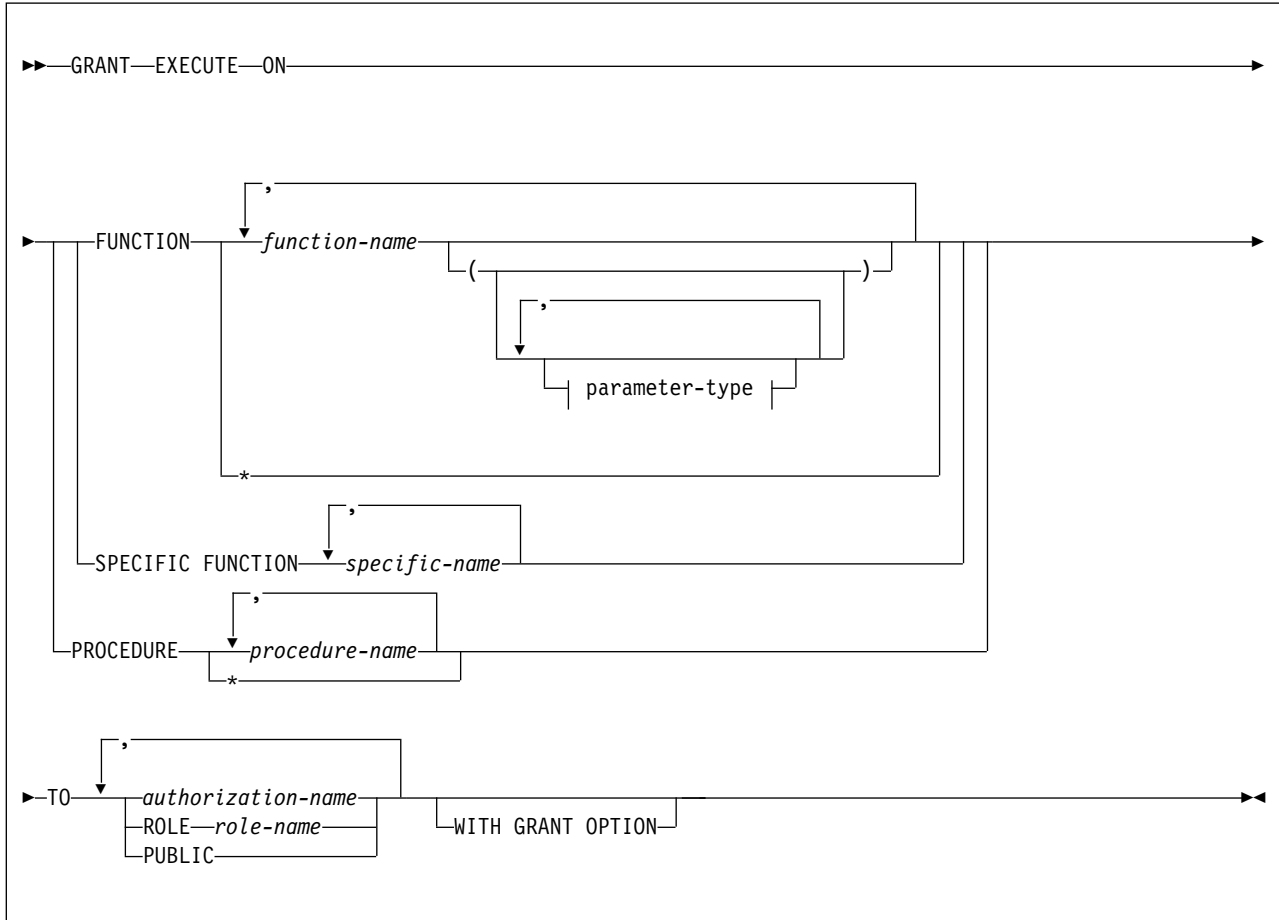 GRANT EXECUTE ON
,
FUNCTION function-name
( )
,
parameter-type
*
,
SPECIFIC FUNCTION specific-name
,
PROCEDURE procedure-name
*
,
TO authorization-name
ROLE role-name WITH GRANT OPTION
PUBLIC